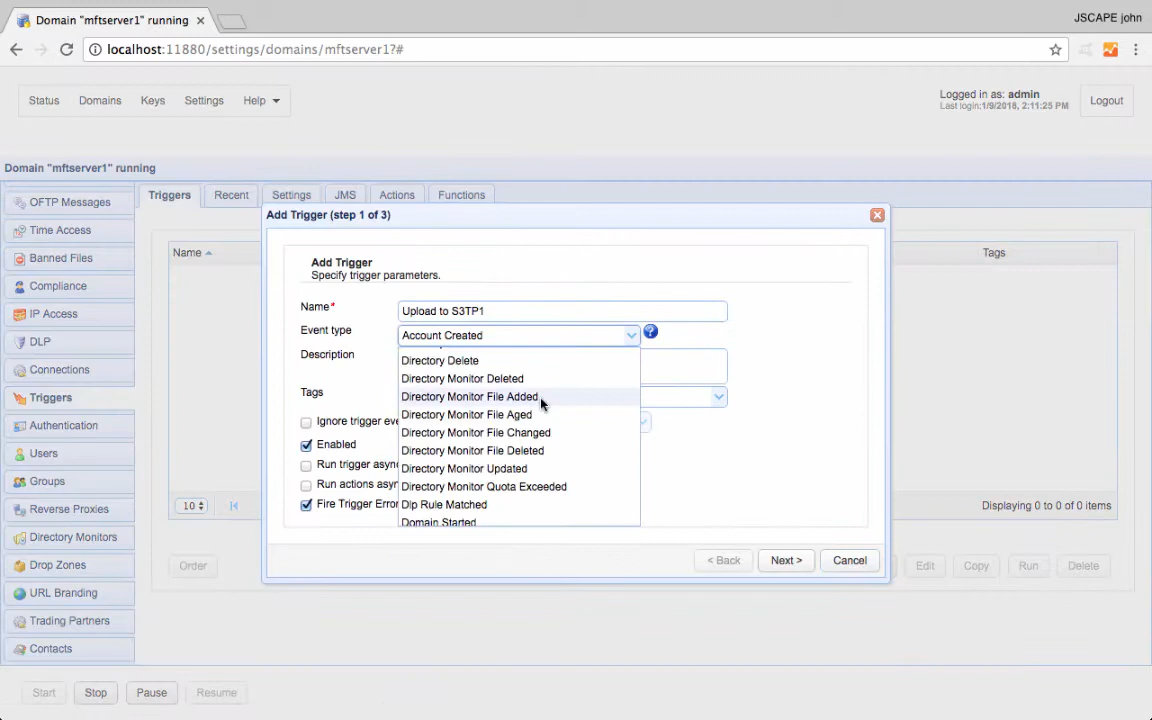 Domain "mftserver1" running
JSCAPE john
localhost:11880/settings/domains/mftserver1?#
Status Domains Keys Settings Help
Logged in as: admin
Last login:1/9/2018, 2:11:25 PM
Logout
Domain "mftserver1" running
OFTP Messages
Time Access
Banned Files
Compliance
IP Access
DLP
Connections
Triggers
Authentication
Users
Groups
Reverse Proxies
Directory Monitors
Drop Zones
URL Branding
Trading Partners
Contacts
Triggers Recent Settings JMS Actions Functions
Name Tags
Add Trigger (step 1 of 3)
Add Trigger
Specify trigger parameters.
Name* Upload to S3TP1
Event type Account Created
Description
Tags
Directory Delete
Directory Monitor Deleted
Directory Monitor File Added
Directory Monitor File Aged
Directory Monitor File Changed
Directory Monitor File Deleted
Directory Monitor Updated
Directory Monitor Quota Exceeded
Dip Rule Matched
Domain Started
Ignore trigger eve
Enabled
Run trigger asyn
Run actions asyn
Fire Trigger Error
< Back Next > Cancel
10
Displaying 0 to 0 of 0 items
Order Edit Copy Run Delete
Start Stop Pause Resume